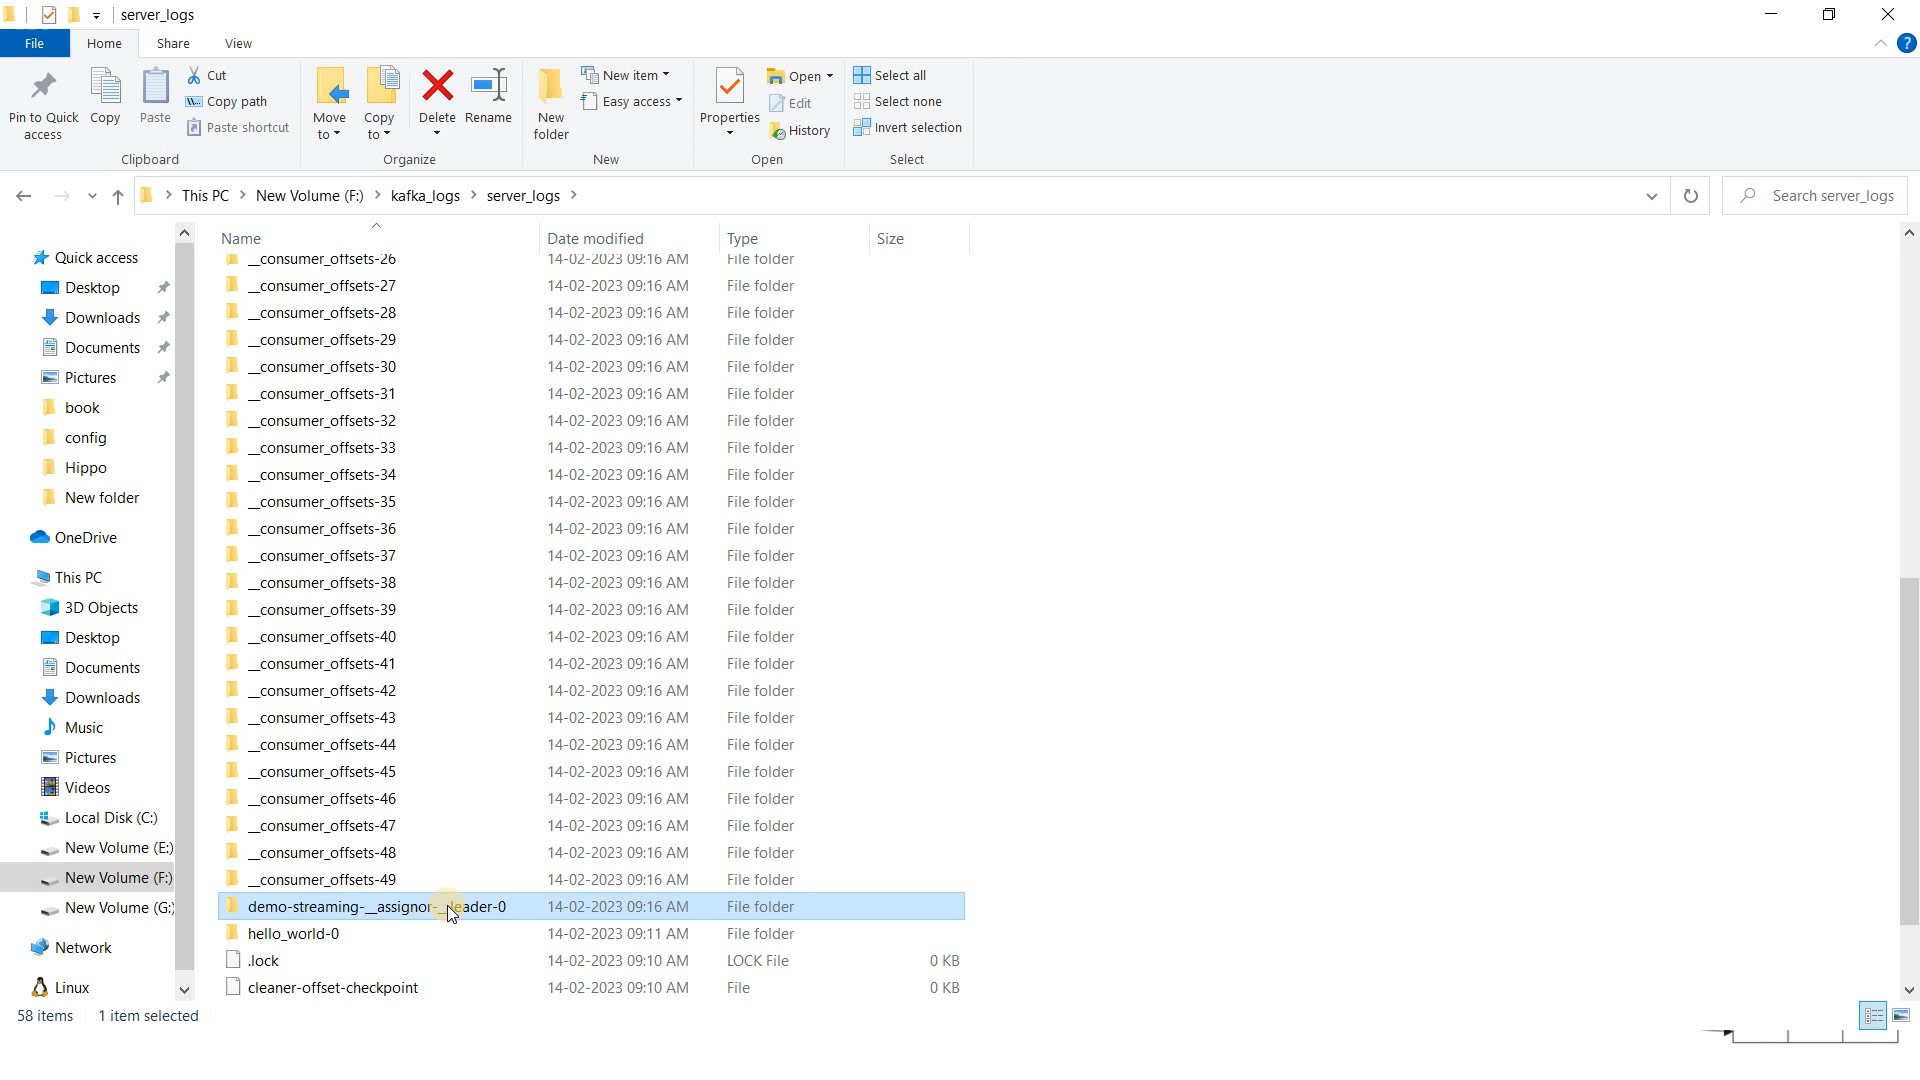 server_logs
File Home Share View
Pin to Quick access
Copy
Paste
Cut
Copy path
Paste shortcut
Clipboard
Move to
Copy to
Delete
Rename
Organize
New folder
New item
Easy access
New
Properties
Open
Edit
History
Open
Select all
Select none
Invert selection
Select
This PC New Volume (F:) kafka_logs server_logs
Search server_logs
Quick access
Desktop
Downloads
Documents
Pictures
book
config
Hippo
New folder
OneDrive
This PC
3D Objects
Desktop
Documents
Downloads
Music
Pictures
Videos
Local Disk (C:)
New Volume (E:)
New Volume (F:)
New Volume (G:)
Network
Linux
Name Date modified Type Size
__consumer_offsets-26 14-02-2023 09:16 AM File folder
__consumer_offsets-27 14-02-2023 09:16 AM File folder
__consumer_offsets-28 14-02-2023 09:16 AM File folder
__consumer_offsets-29 14-02-2023 09:16 AM File folder
__consumer_offsets-30 14-02-2023 09:16 AM File folder
__consumer_offsets-31 14-02-2023 09:16 AM File folder
__consumer_offsets-32 14-02-2023 09:16 AM File folder
__consumer_offsets-33 14-02-2023 09:16 AM File folder
__consumer_offsets-34 14-02-2023 09:16 AM File folder
__consumer_offsets-35 14-02-2023 09:16 AM File folder
__consumer_offsets-36 14-02-2023 09:16 AM File folder
__consumer_offsets-37 14-02-2023 09:16 AM File folder
__consumer_offsets-38 14-02-2023 09:16 AM File folder
__consumer_offsets-39 14-02-2023 09:16 AM File folder
__consumer_offsets-40 14-02-2023 09:16 AM File folder
__consumer_offsets-41 14-02-2023 09:16 AM File folder
__consumer_offsets-42 14-02-2023 09:16 AM File folder
__consumer_offsets-43 14-02-2023 09:16 AM File folder
__consumer_offsets-44 14-02-2023 09:16 AM File folder
__consumer_offsets-45 14-02-2023 09:16 AM File folder
__consumer_offsets-46 14-02-2023 09:16 AM File folder
__consumer_offsets-47 14-02-2023 09:16 AM File folder
__consumer_offsets-48 14-02-2023 09:16 AM File folder
__consumer_offsets-49 14-02-2023 09:16 AM File folder
demo-streaming-__assignor-__leader-0 14-02-2023 09:16 AM File folder
hello_world-0 14-02-2023 09:11 AM File folder
.lock 14-02-2023 09:10 AM LOCK File 0 KB
cleaner-offset-checkpoint 14-02-2023 09:10 AM File 0 KB
58 items 1 item selected